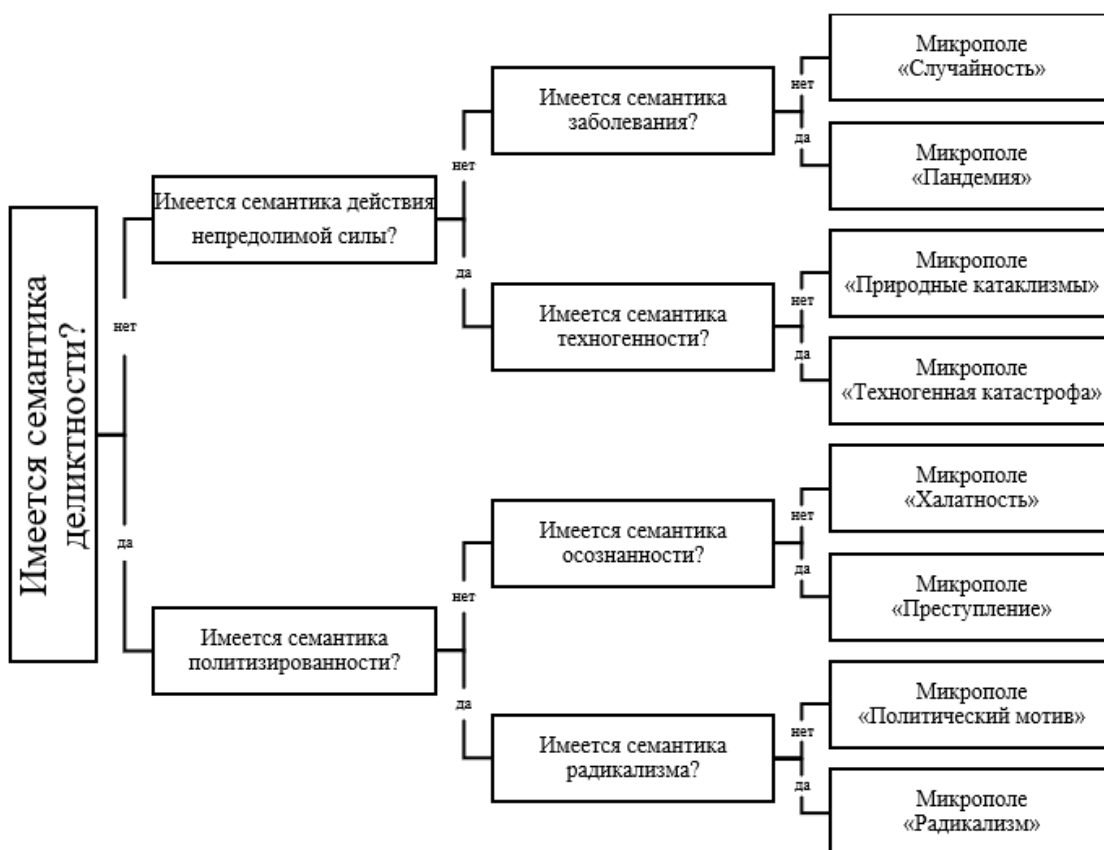 Имеется семантика
деликтности?
нет
да
Имеется семантика действия
непредолимой силы?
нет
да
Имеется семантика
политизированности?
нет
да
Имеется семантика
заболевания?
нет
да
Имеется семантика
техногенности?
нет
да
Имеется семантика
осознанности?
нет
да
Имеется семантика
радикализма?
нет
да
Микрополе
«Случайность»
Микрополе
«Пандемия»
Микрополе
«Природные катаклизмы»
Микрополе
«Техногенная катастрофа»
Микрополе
«Халатность»
Микрополе
«Преступление»
Микрополе
«Политический мотив»
Микрополе
«Радикализм»